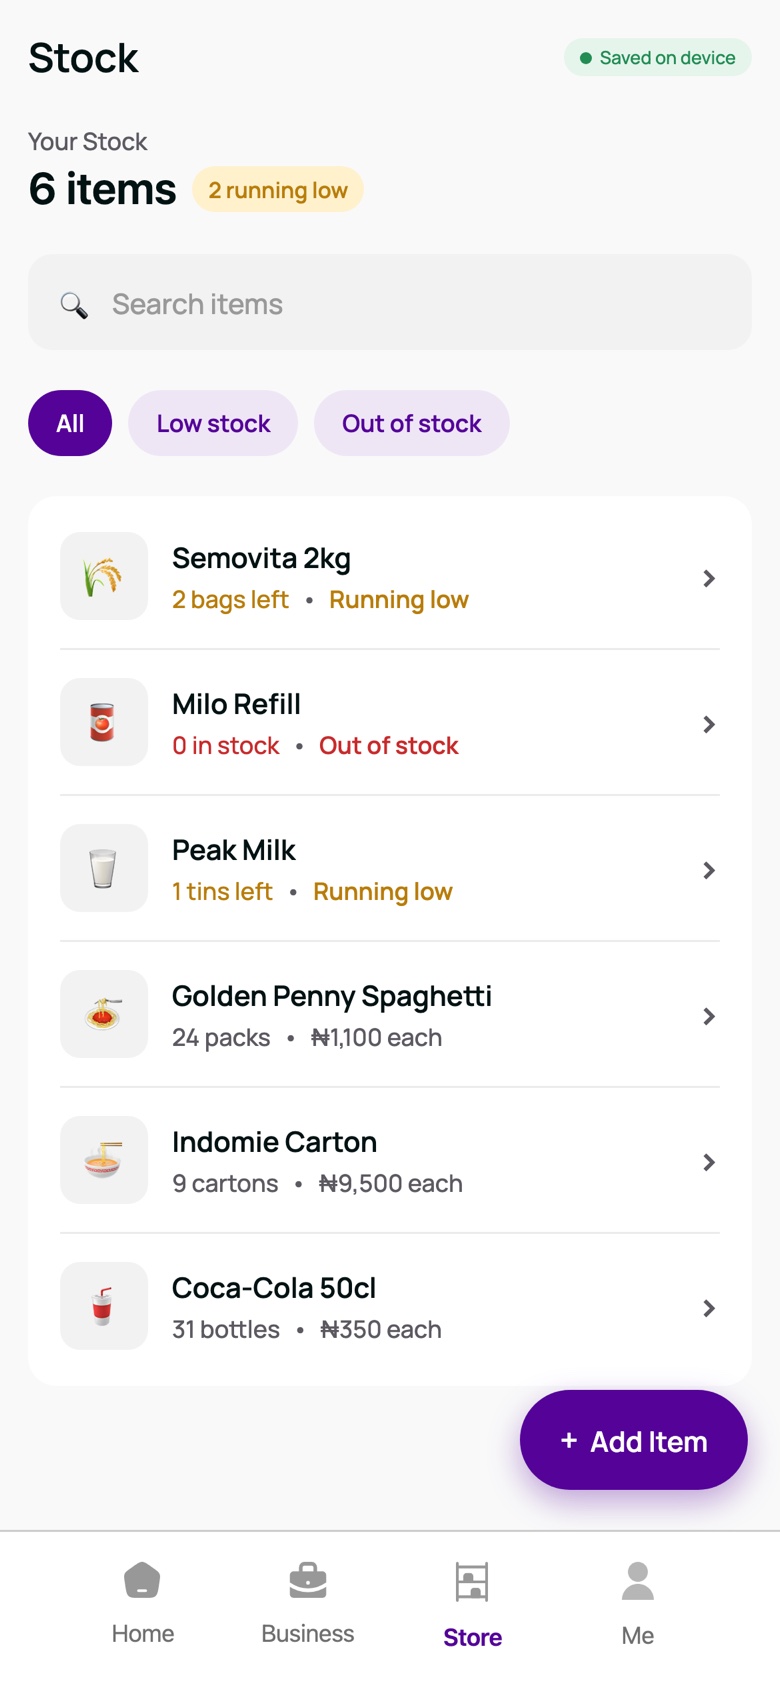 Stock
Saved on device
Your Stock
6 items
2 running low
Search items
All
Low stock
Out of stock
Semovita 2kg
2 bags left • Running low
Milo Refill
0 in stock • Out of stock
Peak Milk
1 tins left • Running low
Golden Penny Spaghetti
24 packs • ₦1,100 each
Indomie Carton
9 cartons • ₦9,500 each
Coca-Cola 50cl
31 bottles • ₦350 each
+ Add Item
Home
Business
Store
Me